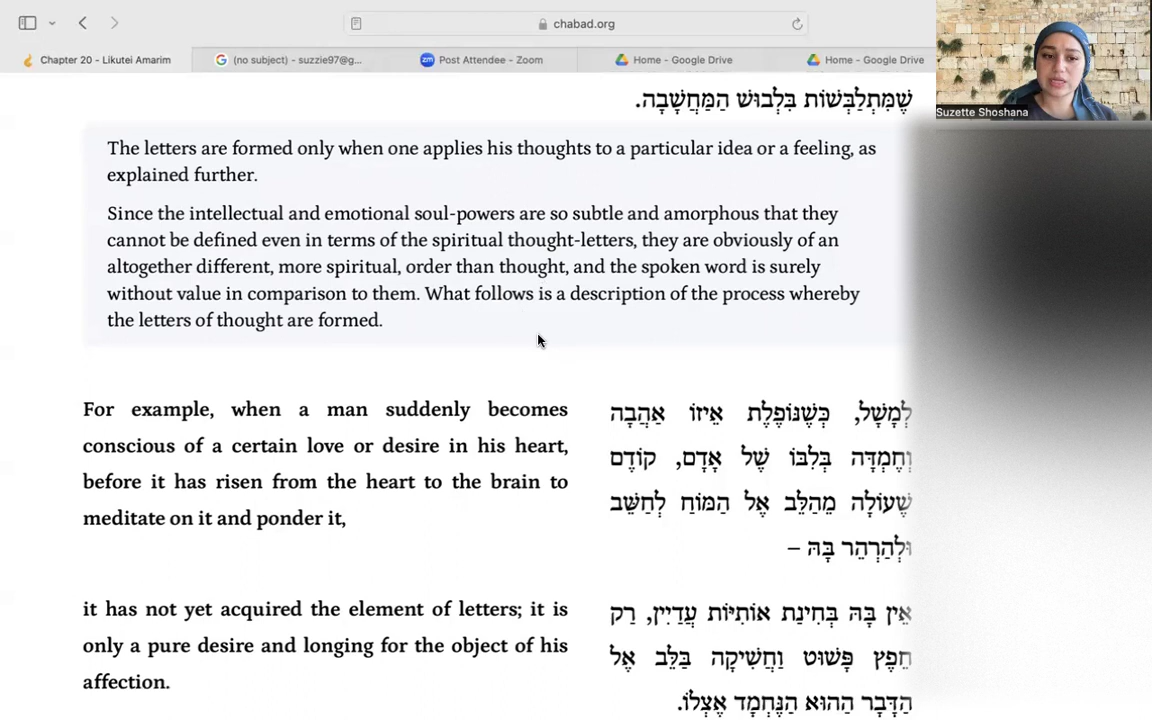 chabad.org
Chapter 20 - Likutei Amarim
(no subject) - suzzie97@g...
Post Attendee - Zoom
Home - Google Drive
Home - Google Drive
Suzette Shoshana
שֶׁמִּתְלַבְּשׁוֹת בִּלְבוּשׁ הַמַּחֲשָׁבָה.
The letters are formed only when one applies his thoughts to a particular idea or a feeling, as
explained further.
Since the intellectual and emotional soul-powers are so subtle and amorphous that they
cannot be defined even in terms of the spiritual thought-letters, they are obviously of an
altogether different, more spiritual, order than thought, and the spoken word is surely
without value in comparison to them. What follows is a description of the process whereby
the letters of thought are formed.
For example, when a man suddenly becomes
conscious of a certain love or desire in his heart,
before it has risen from the heart to the brain to
meditate on it and ponder it,
לְמָשָׁל, כְּשֶׁנּוֹפֶלֶת אֵיזוֹ אַהֲבָה
וְחֶמְדָּה בְּלִבּוֹ שֶׁל אָדָם, קוֹדֶם
שֶׁעוֹלָה מֵהַלֵּב אֶל הַמּוֹחַ לְחַשֵּׁב
וּלְהַרְהֵר בָּהּ –
it has not yet acquired the element of letters; it is
only a pure desire and longing for the object of his
affection.
אֵין בָּהּ בְּחִינַת אוֹתִיּוֹת עֲדַיִין, רַק
חֵפֶץ פָּשׁוּט וַחֲשִׁיקָה בַּלֵּב אֶל
הַדָּבָר הַהוּא הַנֶּחְמָד אֶצְלוֹ.